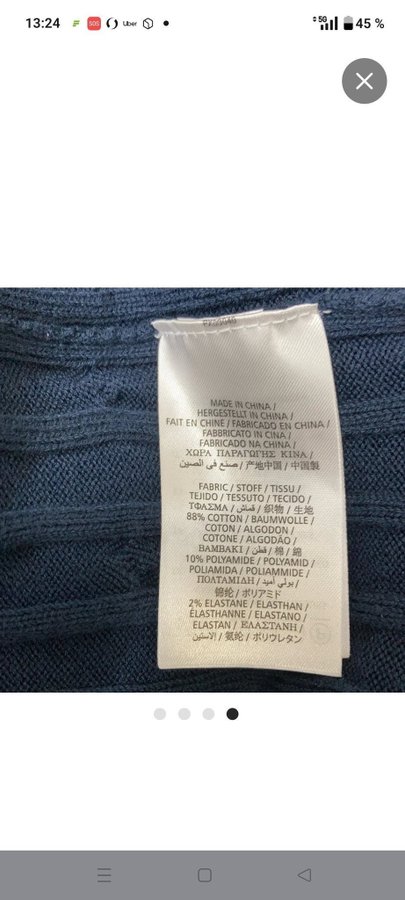 13:24
SOS
Uber
5G
45 %
MADE IN CHINA /
HERGESTELLT IN CHINA /
FAIT EN CHINE / FABRICADO EN CHINA /
FABBRICATO IN CINA /
FABRICADO NA CHINA /
ΧΩΡΑ ΠΑΡΑΓΩΓΗΣ ΚΙΝΑ /
صنع في الصين / 产地中国 / 中国製
FABRIC / STOFF / TISSU /
TEJIDO / TESSUTO / TECIDO /
ΥΦΑΣΜΑ / قماش / 织物 / 生地
88% COTTON / BAUMWOLLE /
COTON / ALGODON /
COTONE / ALGODÃO /
ΒΑΜΒΑΚΙ / قطن / 棉 / 綿
10% POLYAMIDE / POLYAMID /
POLIAMIDA / POLIAMMIDE /
ΠΟΛΥΑΜΙΔΗ / بولي أميد /
锦纶 / ポリアミド
2% ELASTANE / ELASTHAN /
ÉLASTHANNE / ELASTANO /
ELASTAN / ΕΛΑΣΤΑΝΗ /
الاستين / 氨纶 / ポリウレタン